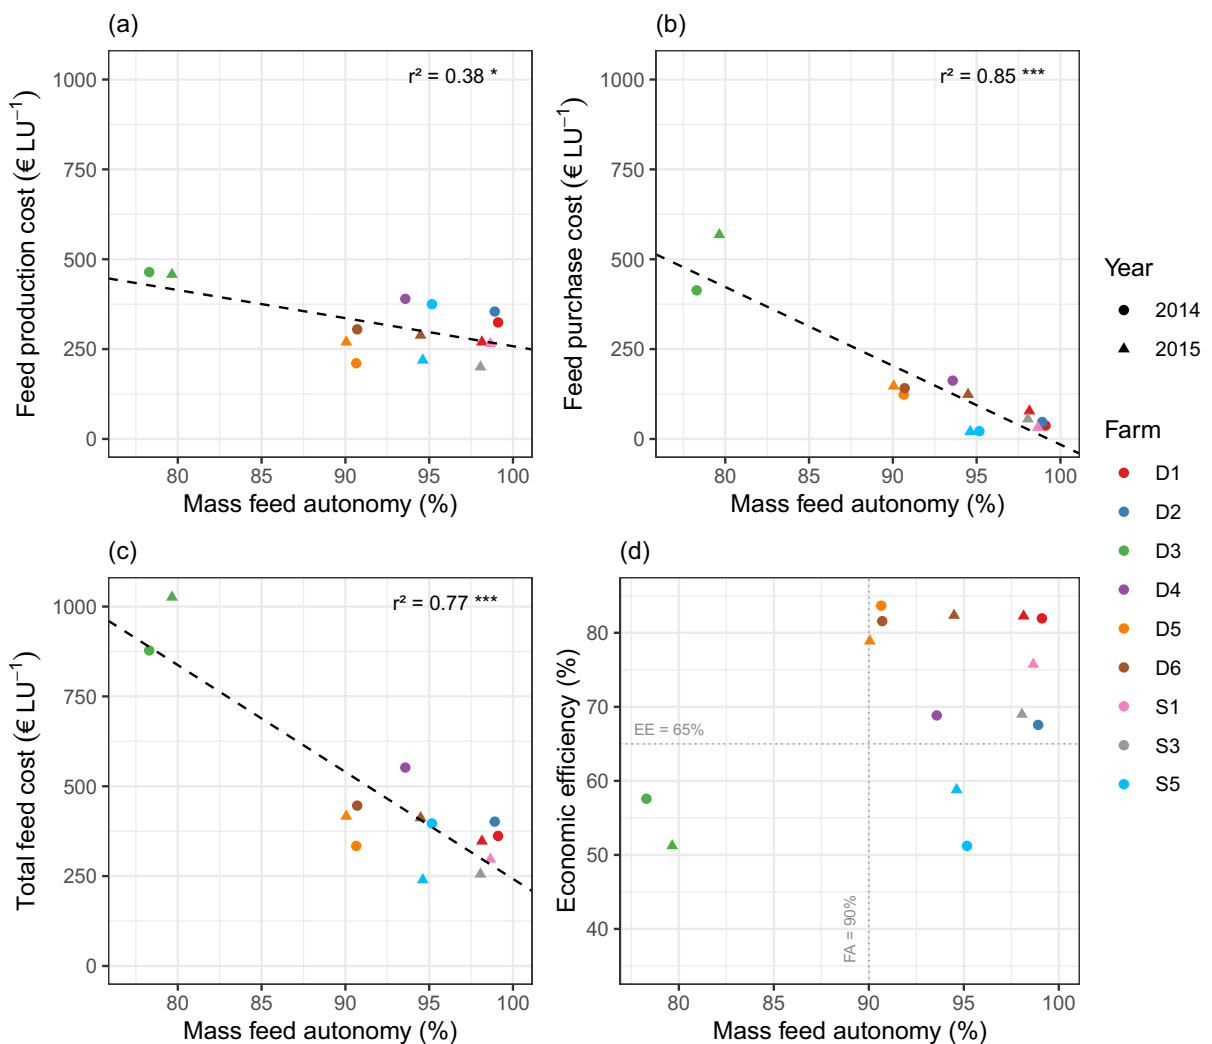 (a)
r² = 0.38 *
1000
750
500
250
0
Feed production cost (€ LU⁻¹)
80
85
90
95
100
Mass feed autonomy (%)
(b)
r² = 0.85 ***
1000
750
500
250
0
Feed purchase cost (€ LU⁻¹)
80
85
90
95
100
Mass feed autonomy (%)
(c)
r² = 0.77 ***
1000
750
500
250
0
Total feed cost (€ LU⁻¹)
80
85
90
95
100
Mass feed autonomy (%)
(d)
80
70
60
50
40
Economic efficiency (%)
EE = 65%
FA = 90%
80
85
90
95
100
Mass feed autonomy (%)
Year
2014
2015
Farm
D1
D2
D3
D4
D5
D6
S1
S3
S5